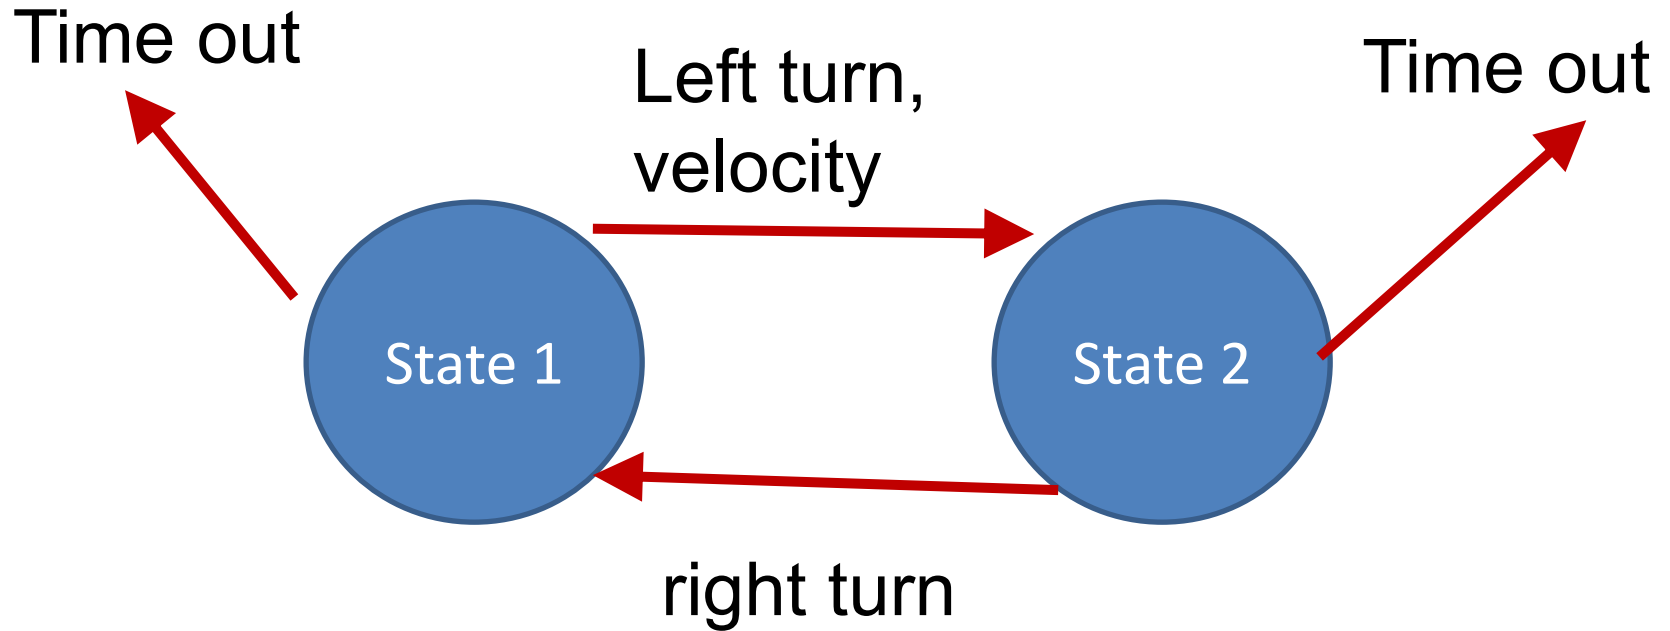 Time out
Left turn,
velocity
Time out
State 1
State 2
right turn